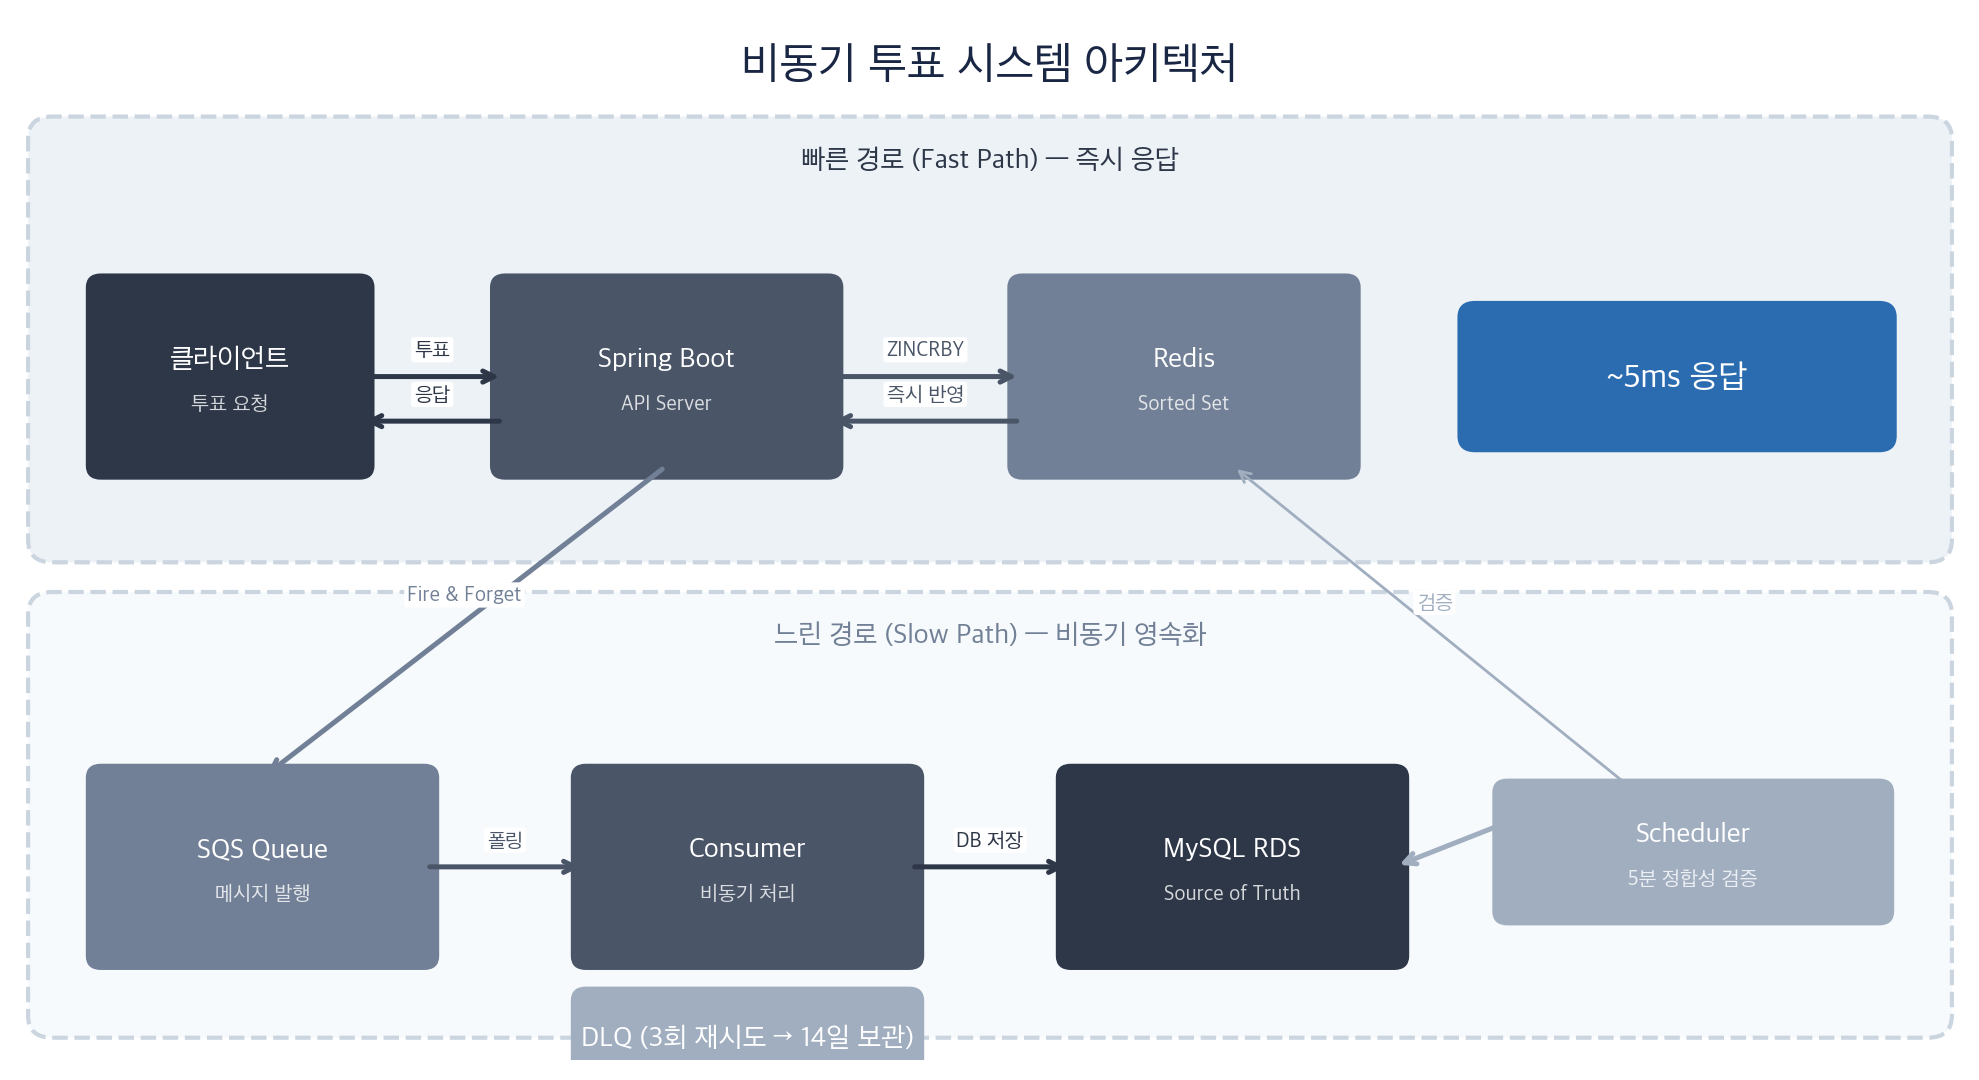 비동기 투표 시스템 아키텍처
빠른 경로 (Fast Path) — 즉시 응답
클라이언트
투표 요청
투표
응답
Spring Boot
API Server
ZINCRBY
즉시 반영
Redis
Sorted Set
~5ms 응답
Fire & Forget
검증
느린 경로 (Slow Path) — 비동기 영속화
SQS Queue
메시지 발행
폴링
Consumer
비동기 처리
DB 저장
MySQL RDS
Source of Truth
Scheduler
5분 정합성 검증
DLQ (3회 재시도 → 14일 보관)